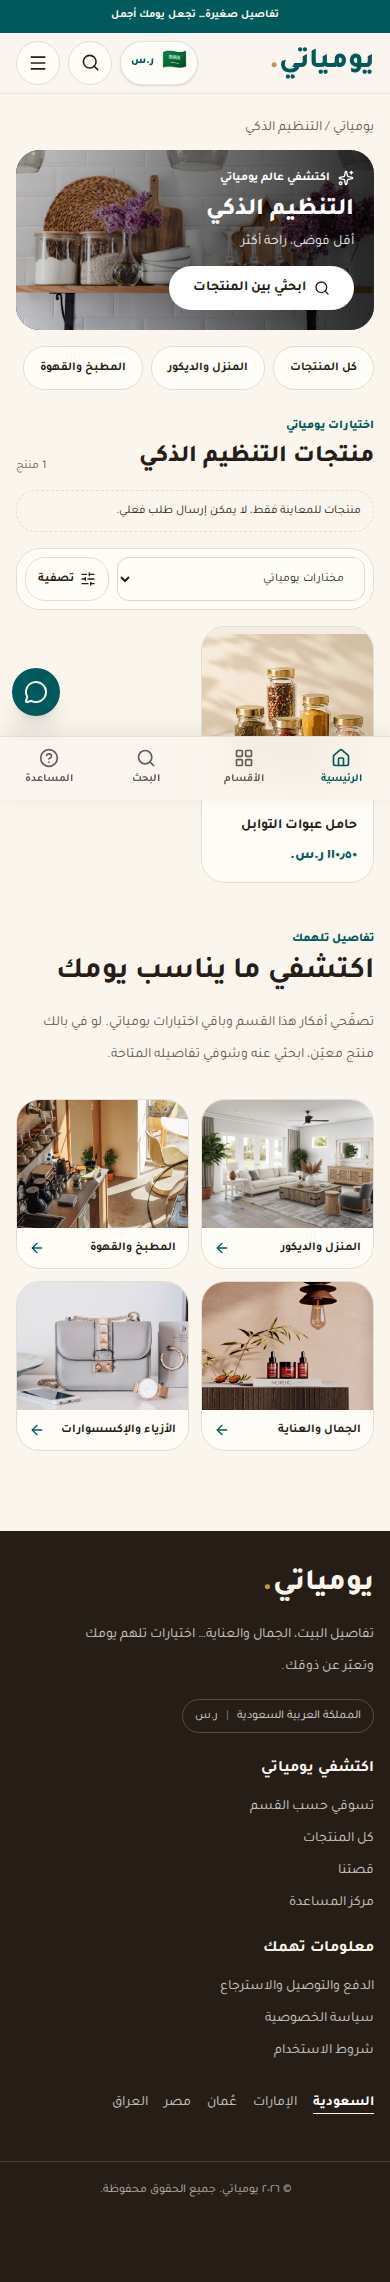 تفاصيل صغيرة… تجعل يومك أجمل
يومياتي.
ر.س
يومياتي / التنظيم الذكي
اكتشفي عالم يومياتي
التنظيم الذكي
أقل فوضى، راحة أكثر
ابحثي بين المنتجات
كل المنتجات
المنزل والديكور
المطبخ والقهوة
اختيارات يومياتي
منتجات التنظيم الذكي
1 منتج
منتجات للمعاينة فقط، لا يمكن إرسال طلب فعلي.
مختارات يومياتي
تصفية
الرئيسية
الأقسام
البحث
المساعدة
حامل عبوات التوابل
١١٠٫٥٠ ر.س.
تفاصيل تلهمك
اكتشفي ما يناسب يومك
تصفّحي أفكار هذا القسم وباقي اختيارات يومياتي. لو في بالك
منتج معيّن، ابحثي عنه وشوفي تفاصيله المتاحة.
المنزل والديكور
المطبخ والقهوة
الجمال والعناية
الأزياء والإكسسوارات
يومياتي.
تفاصيل البيت، الجمال والعناية… اختيارات تلهم يومك
وتعبّر عن ذوقك.
المملكة العربية السعودية | ر.س
اكتشفي يومياتي
تسوقي حسب القسم
كل المنتجات
قصتنا
مركز المساعدة
معلومات تهمك
الدفع والتوصيل والاسترجاع
سياسة الخصوصية
شروط الاستخدام
السعودية
الإمارات
عُمان
مصر
العراق
© ٢٠٢٦ يومياتي. جميع الحقوق محفوظة.